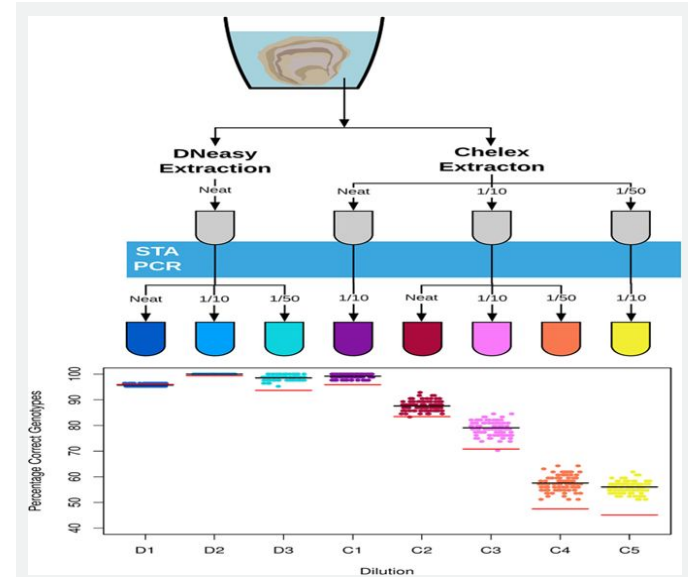 DNeasy
Extraction
Chelex
Extracton
Neat
Neat
1/10
1/50
STA
PCR
Neat
1/10
1/50
1/10
Neat
1/10
1/50
1/10
Percentage Correct Genotypes
100
90
80
70
60
50
40
D1
D2
D3
C1
C2
C3
C4
C5
Dilution